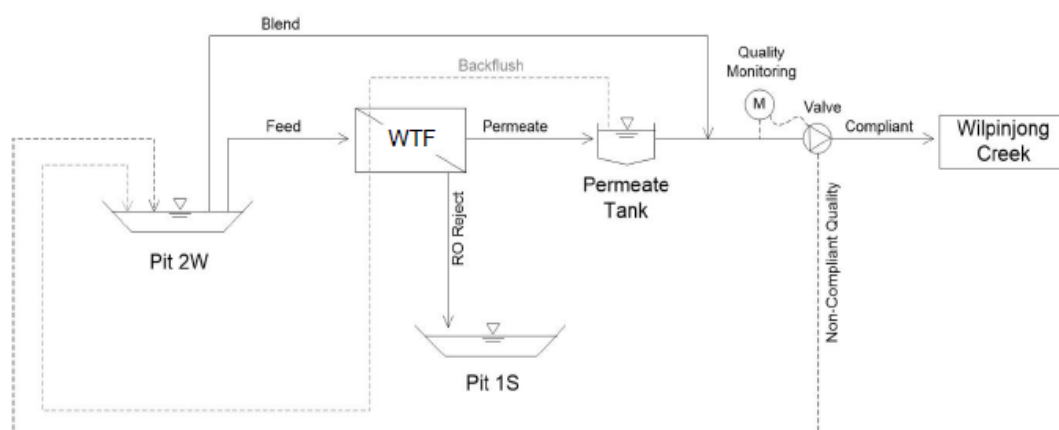 Blend
Quality
Monitoring
Backflush
M
Valve
Feed
WTF
Permeate
Compliant
Wilpinjong
Creek
Permeate
Tank
RO Reject
Non-Compliant Quality
Pit 2W
Pit 1S